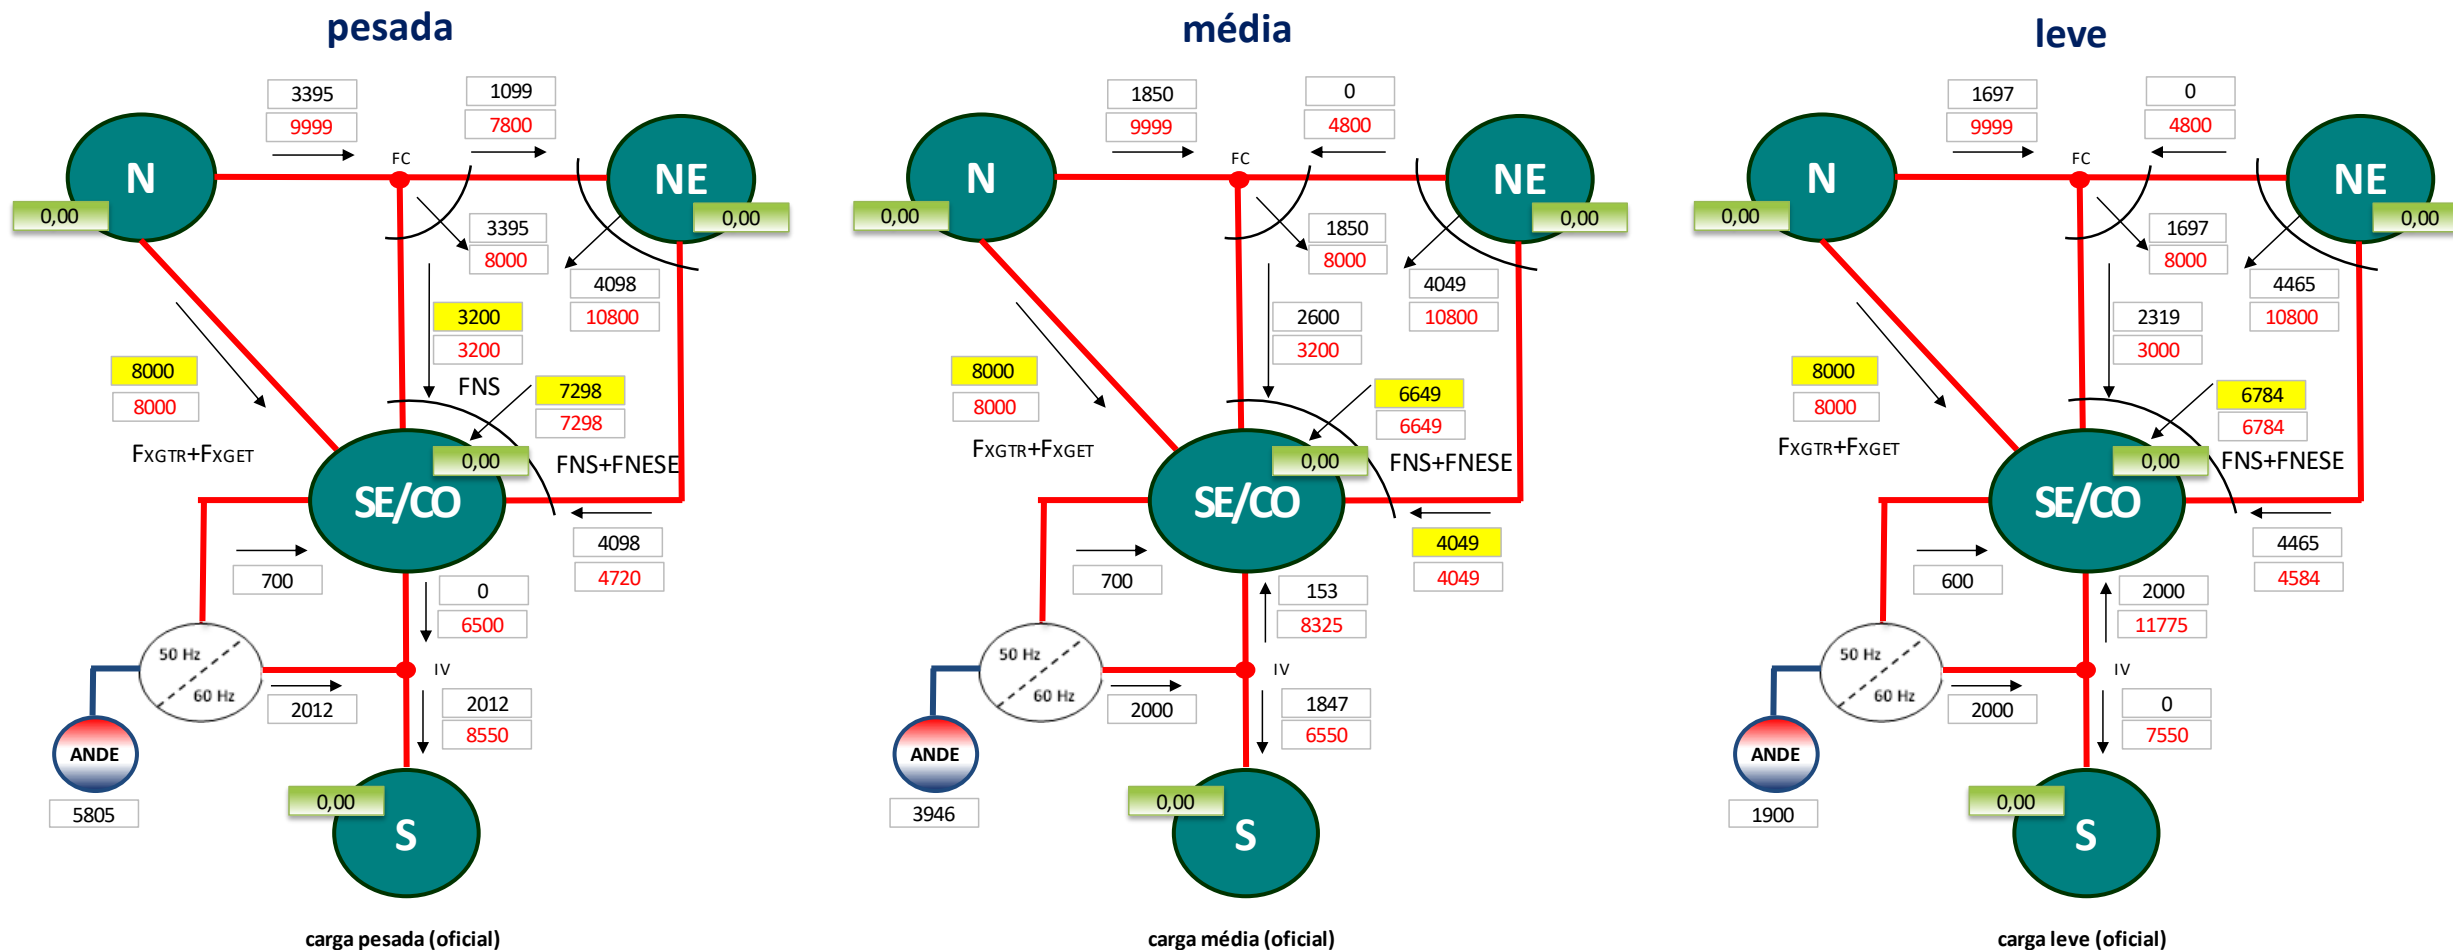 pesada
3395
9999
1099
7800
N
FC
NE
0,00
0,00
3395
8000
4098
10800
3200
3200
FNS
8000
8000
7298
7298
FXGTR+FXGET
0,00
FNS+FNESE
SE/CO
4098
4720
700
0
6500
50 Hz
60 Hz
IV
2012
2012
8550
ANDE
5805
0,00
S
carga pesada (oficial)
média
1850
9999
0
4800
N
FC
NE
0,00
0,00
1850
8000
4049
10800
2600
3200
8000
8000
6649
6649
FXGTR+FXGET
0,00
FNS+FNESE
SE/CO
4049
4049
700
153
8325
50 Hz
60 Hz
IV
2000
1847
6550
ANDE
3946
0,00
S
carga média (oficial)
leve
1697
9999
0
4800
N
FC
NE
0,00
0,00
1697
8000
4465
10800
2319
3000
8000
8000
6784
6784
FXGTR+FXGET
0,00
FNS+FNESE
SE/CO
4465
4584
600
2000
11775
50 Hz
60 Hz
IV
2000
0
7550
ANDE
1900
0,00
S
carga leve (oficial)